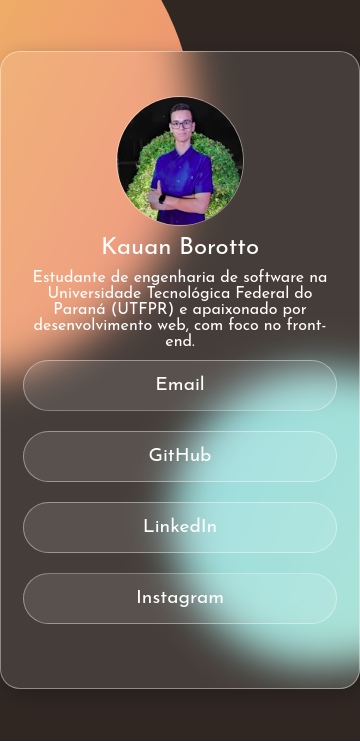 Kauan Borotto
Estudante de engenharia de software na
Universidade Tecnológica Federal do
Paraná (UTFPR) e apaixonado por
desenvolvimento web, com foco no front-
end.
Email
GitHub
LinkedIn
Instagram